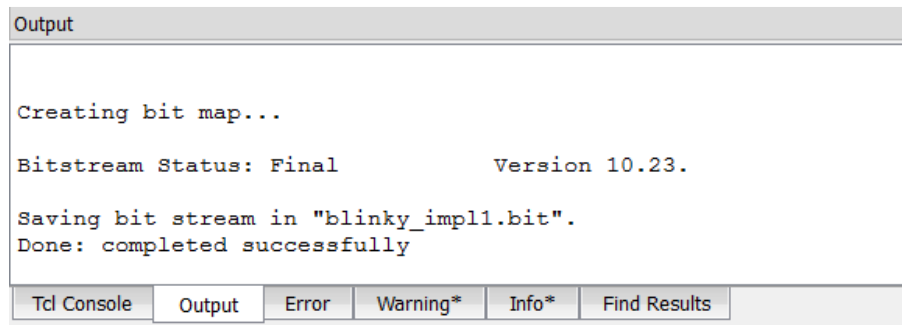 Output
Creating bit map...
Bitstream Status: Final Version 10.23.
Saving bit stream in "blinky_impl1.bit".
Done: completed successfully
Tcl Console Output Error Warning* Info* Find Results